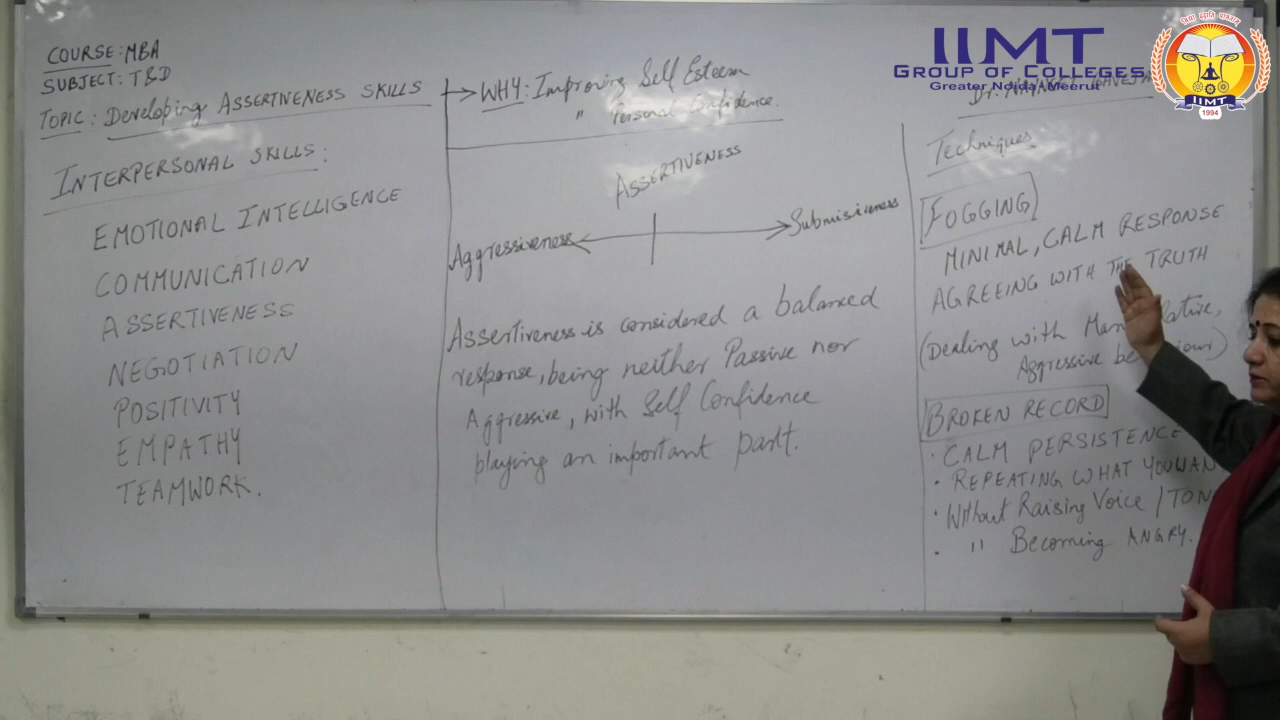 COURSE: MBA
SUBJECT: T&D
TOPIC: Developing ASSERTIVENESS SKILLS
INTERPERSONAL SKILLS:
EMOTIONAL INTELLIGENCE
COMMUNICATION
ASSERTIVENESS
NEGOTIATION
POSITIVITY
EMPATHY
TEAMWORK.
WHY: Improving Self Esteem
" Personal Confidence.
ASSERTIVENESS
Aggressiveness
Submissiveness
Assertiveness is considered a balanced
response, being neither Passive nor
Aggressive, with Self Confidence
playing an important part.
IIMT
GROUP OF COLLEGES
Greater Noida, Meerut
IIMT
1994
Dr.
Techniques
FOGGING
MINIMAL, CALM RESPONSE
AGREEING WITH THE TRUTH
(Dealing with
Aggressive
BROKEN RECORD
· CALM PERSISTENCE
· REPEATING WHAT YOU WAN
· Without Raising Voice / TON
· " Becoming ANGRY.